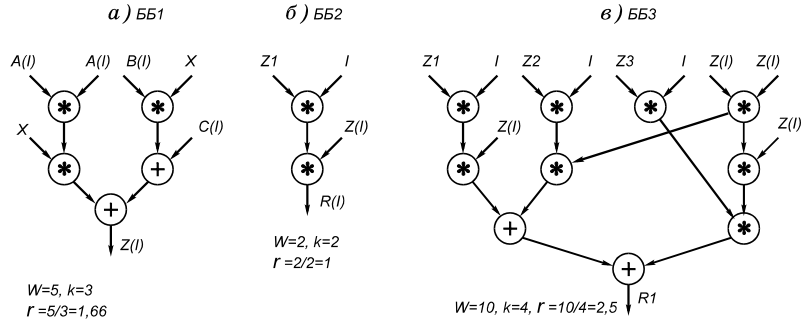 а) ББ1 б) ББ2 в) ББ3
A(I) A(I) B(I) X Z1 I Z1 I Z2 I Z3 I Z(I) Z(I)
* * * * * * *
X C(I) Z(I) Z(I) Z(I)
* + * * * *
+ + *
Z(I) R(I) +
W=2, k=2
r=2/2=1
W=5, k=3
r=5/3=1,66
R1
W=10, k=4, r=10/4=2,5